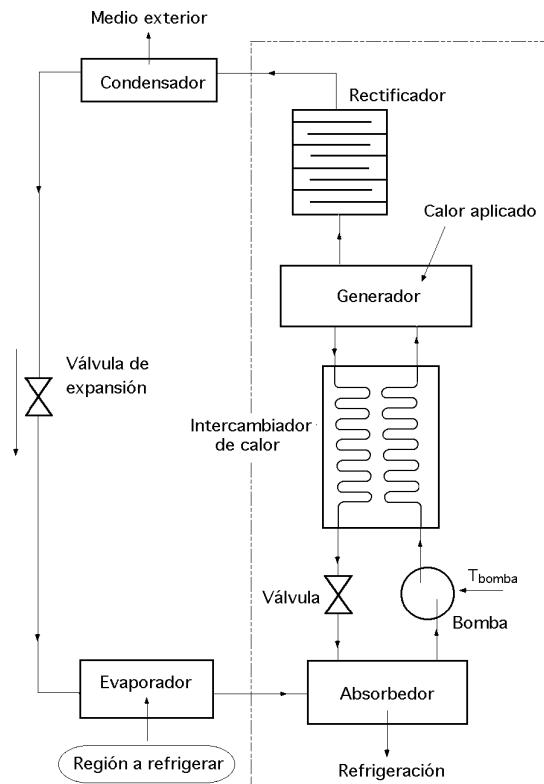 Medio exterior
Condensador
Rectificador
Calor aplicado
Generador
Válvula de
expansión
Intercambiador
de calor
Válvula
Tbomba
Bomba
Evaporador
Absorbedor
Región a refrigerar
Refrigeración